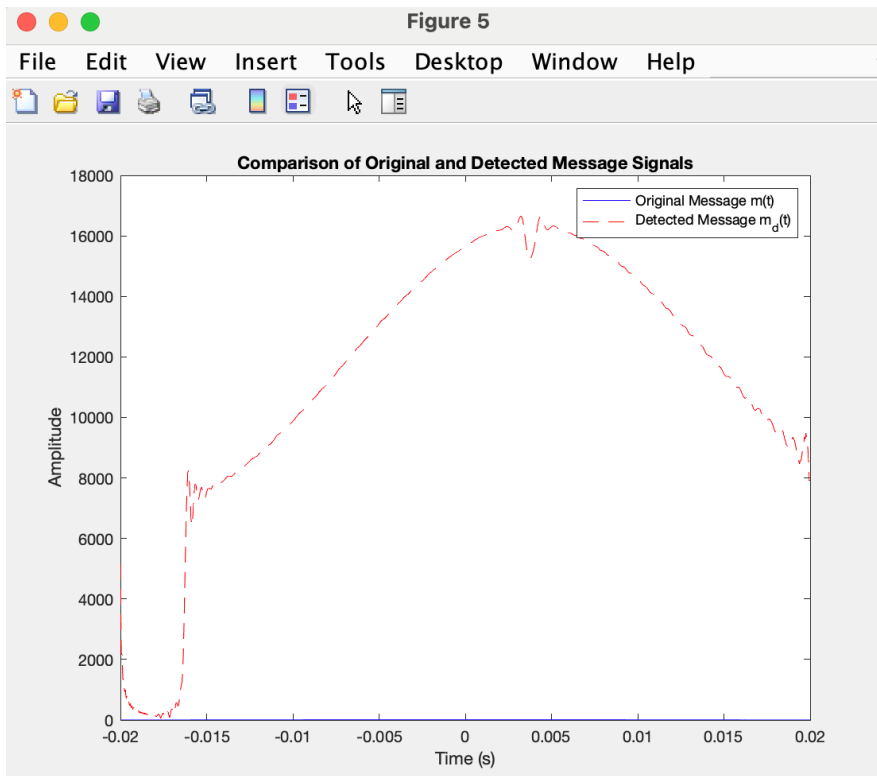 Figure 5
File Edit View Insert Tools Desktop Window Help
Comparison of Original and Detected Message Signals
18000
16000
14000
12000
10000
8000
6000
4000
2000
0
Amplitude
Original Message m(t)
Detected Message m_d(t)
-0.02 -0.015 -0.01 -0.005 0 0.005 0.01 0.015 0.02
Time (s)